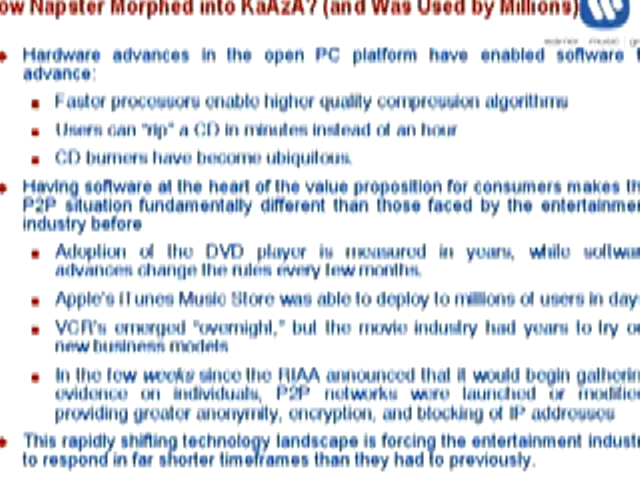 ow Napster Morphed into KaAzA? (and Was Used by Millions)
Hardware advances in the open PC platform have enabled software t
advance:
Faster processors enable higher quality compression algorithms
Users can "rip" a CD in minutes instead of an hour
CD burners have become ubiquitous.
Having software at the heart of the value proposition for consumers makes th
P2P situation fundamentally different than those faced by the entertainme
industry before
Adoption of the DVD player is measured in years, while softwar
advances change the rules every few months.
Apple's iTunes Music Store was able to deploy to millions of users in day
VCR's emerged "overnight," but the movie industry had years to try o
new business models
In the few weeks since the RIAA announced that it would begin gatherin
evidence on individuals, P2P networks were launched or modifie
providing greater anonymity, encryption, and blocking of IP addresses
This rapidly shifting technology landscape is forcing the entertainment industr
to respond in far shorter timeframes than they had to previously.